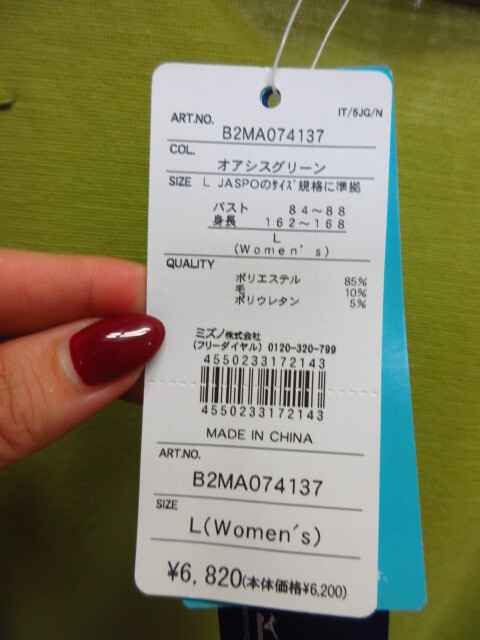 IT/5JG/N
ART.NO.
B2MA074137
COL.
オアシスグリーン
SIZE L JASPOのｻｲｽﾞ規格に準拠
バスト 84〜88
身長 162〜168
L
(Women's)
QUALITY
ポリエステル 85%
毛 10%
ポリウレタン 5%
ミズノ株式会社
(フリーダイヤル) 0120-320-799
4550233172143
4550233172143
MADE IN CHINA
ART.NO.
B2MA074137
SIZE
L(Women's)
¥6,820(本体価格¥6,200)